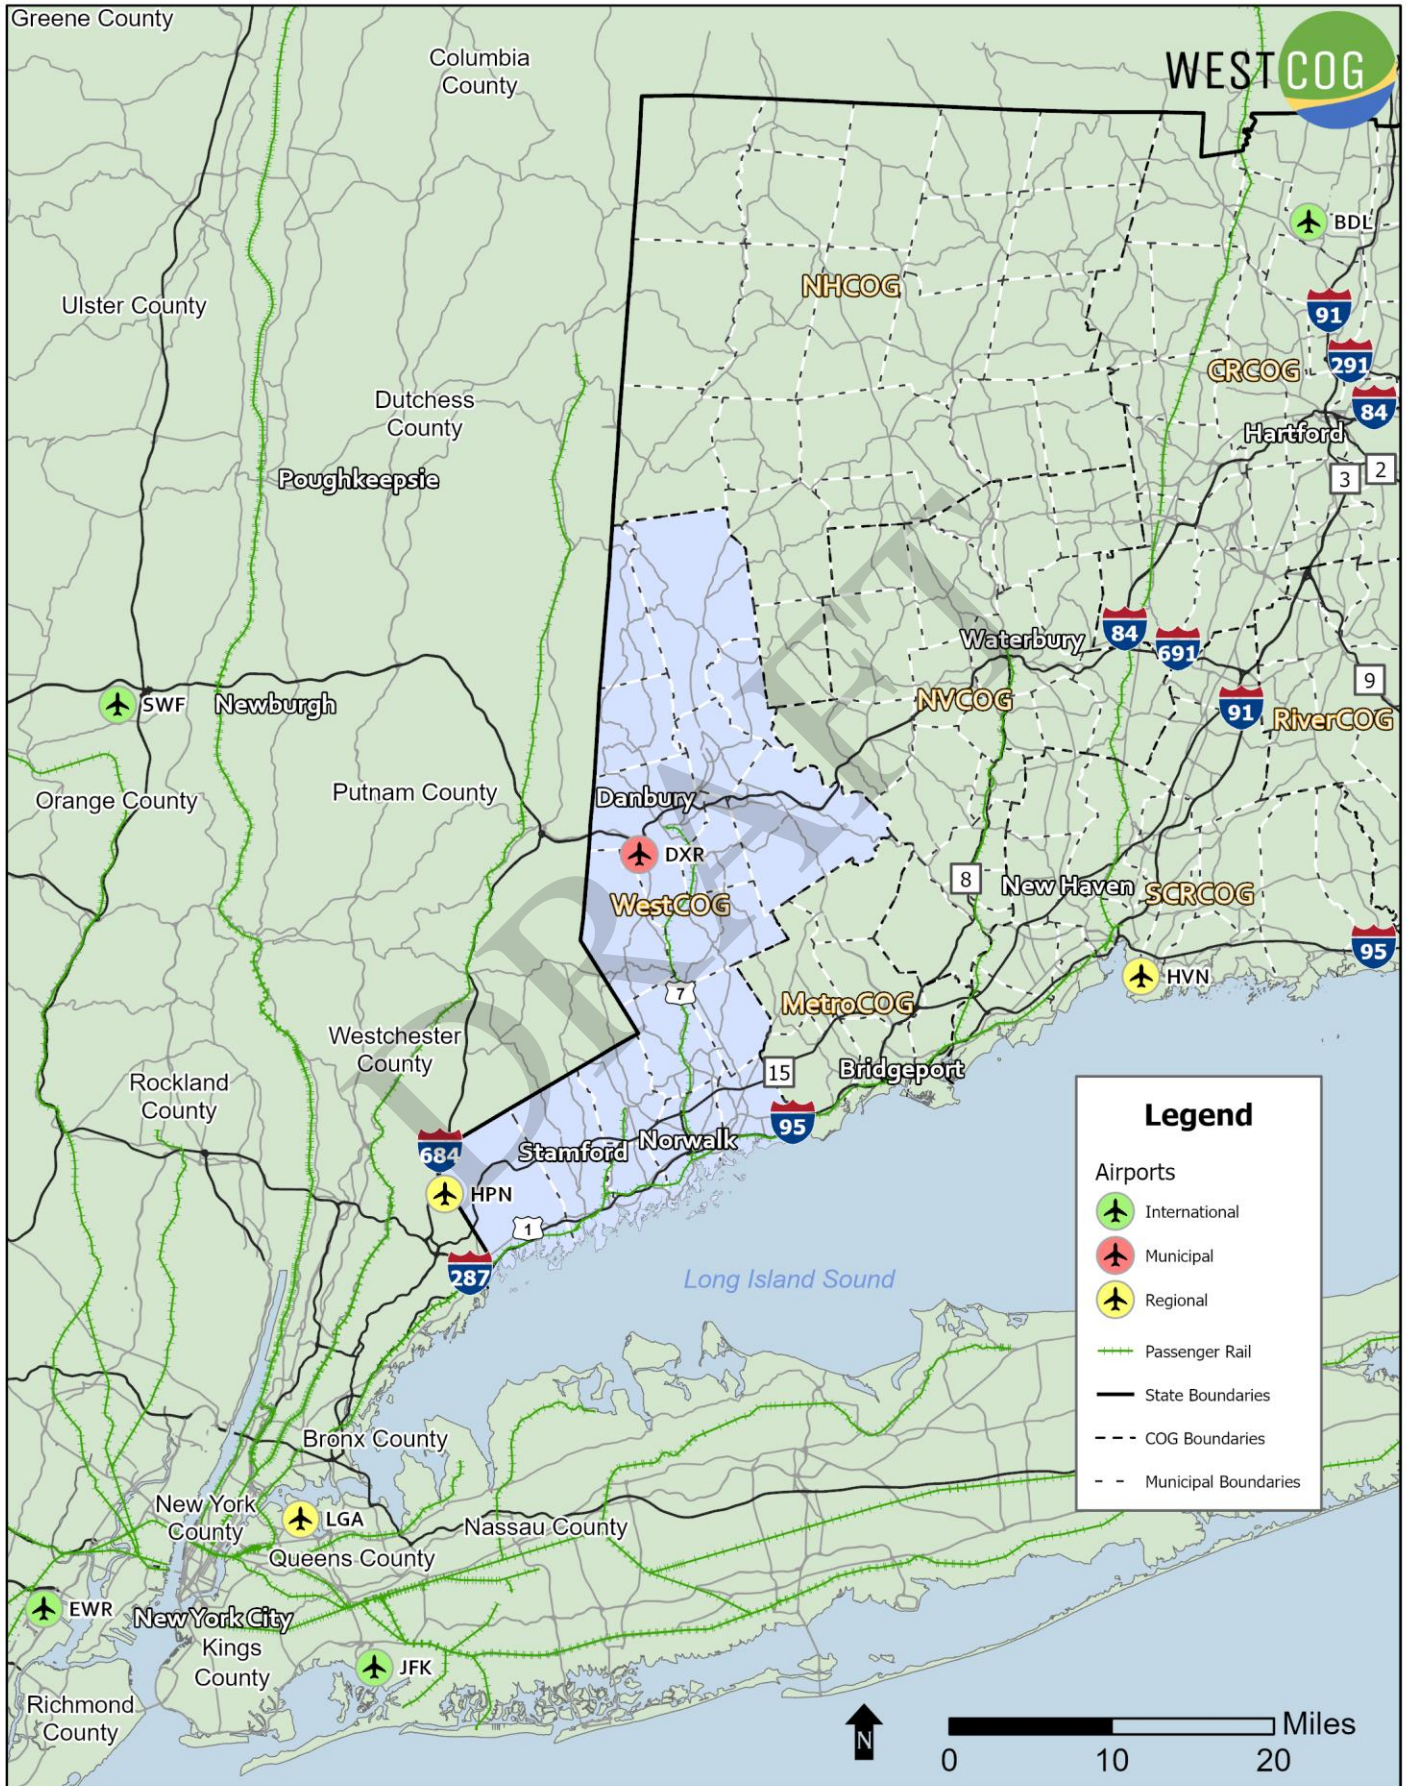 Greene County
Columbia
County
WESTCOG
BDL
NHCOG
Ulster County
91
291
CRCOG
84
Dutchess
County
Hartford
Poughkeepsie
3
2
DRAFT
84
Waterbury
691
9
SWF
Newburgh
NVCOG
91
RiverCOG
Orange County
Putnam County
Danbury
DXR
8
New Haven
SCRCOG
WestCOG
95
HVN
7
MetroCOG
Westchester
County
15
Bridgeport
Rockland
County
95
684
Stamford
Norwalk
HPN
1
287
Long Island Sound
Legend
Airports
International
Municipal
Regional
Passenger Rail
State Boundaries
COG Boundaries
Municipal Boundaries
Bronx County
New York
County
LGA
Nassau County
Queens County
EWR
New York City
Kings
County
JFK
Richmond
County
N
Miles
0 10 20